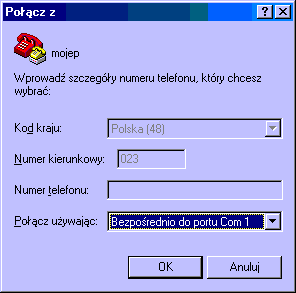 Połącz z
mojep
Wprowadź szczegóły numeru telefonu, który chcesz
wybrać:
Kod kraju: Polska (48)
Numer kierunkowy: 023
Numer telefonu:
Połącz używając: Bezpośrednio do portu Com 1
OK Anuluj